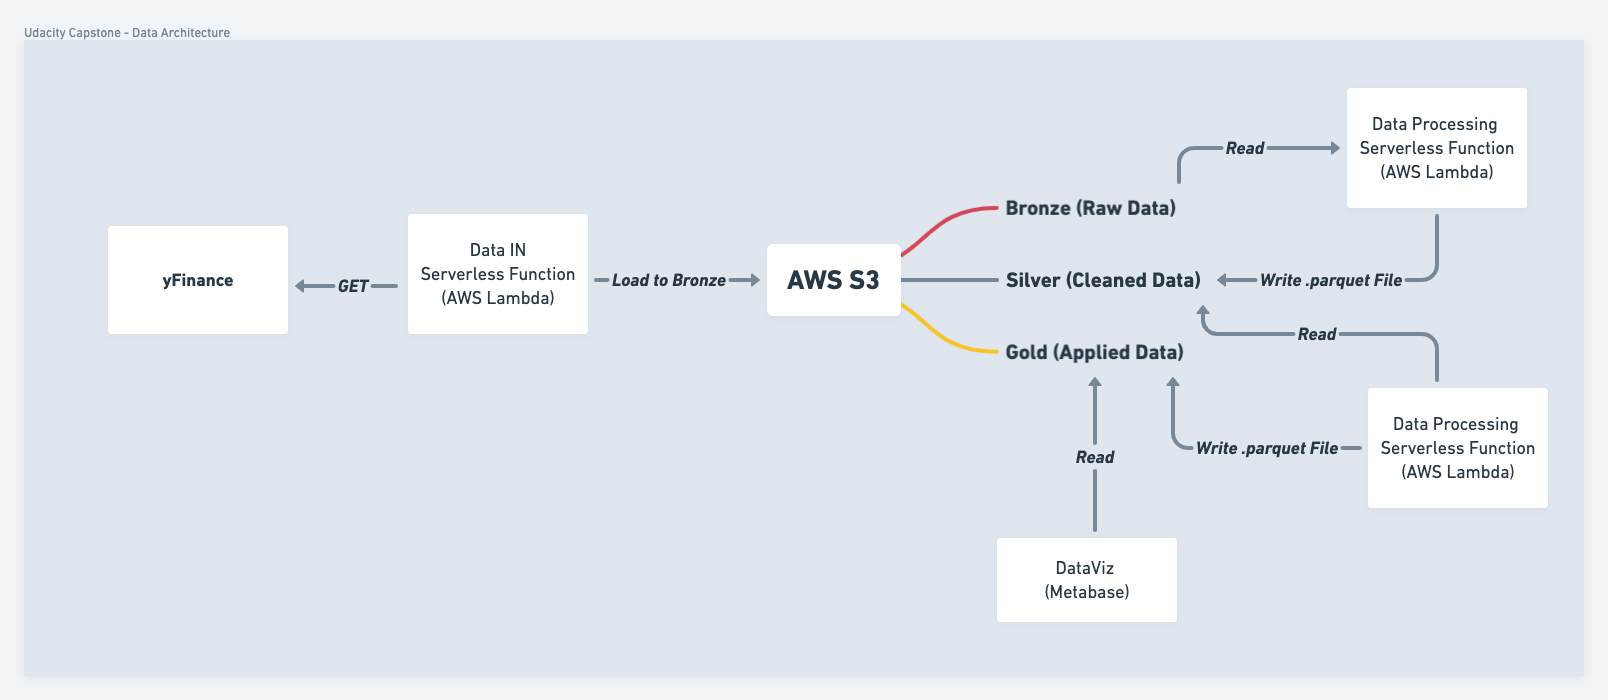 Udacity Capstone - Data Architecture
yFinance
GET
Data IN
Serverless Function
(AWS Lambda)
Load to Bronze
AWS S3
Bronze (Raw Data)
Silver (Cleaned Data)
Gold (Applied Data)
Read
Data Processing
Serverless Function
(AWS Lambda)
Write .parquet File
Read
Data Processing
Serverless Function
(AWS Lambda)
Write .parquet File
Read
DataViz
(Metabase)